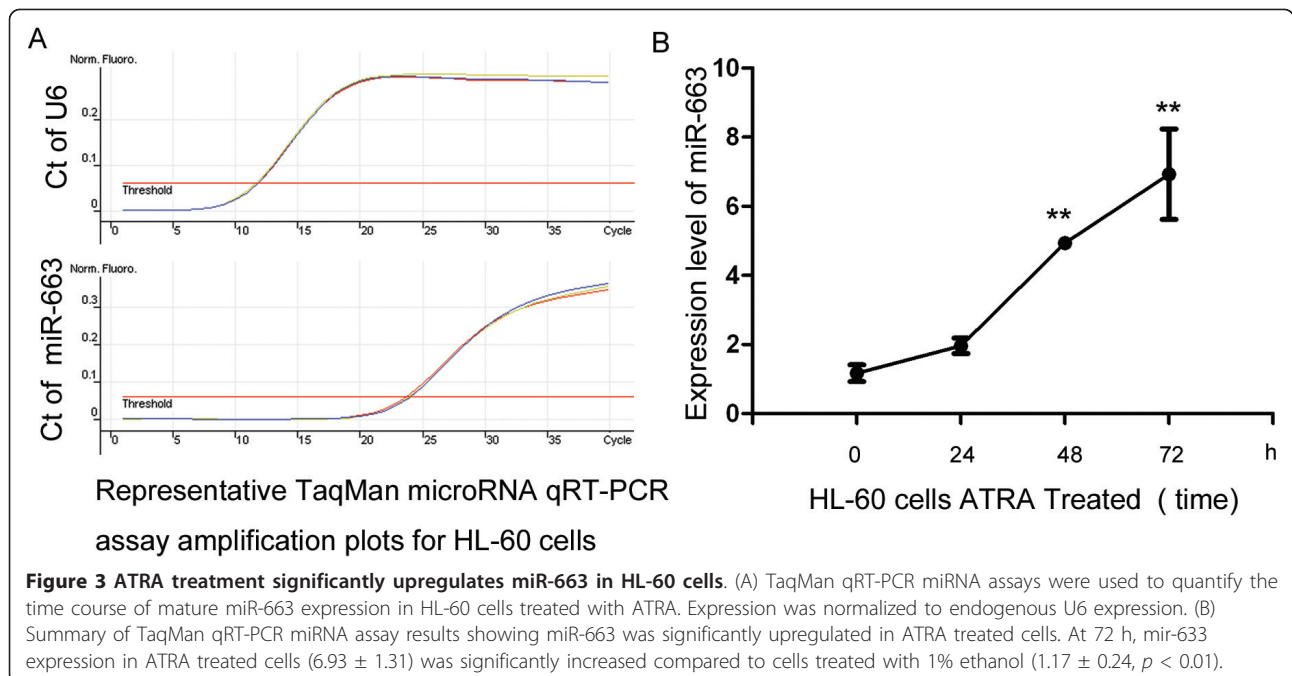 A
Norm. Fluoro.
Ct of U6
0.2
0.1
Threshold
0
0 5 10 15 20 25 30 35 Cycle
Norm. Fluoro.
Ct of miR-663
0.3
0.2
0.1
Threshold
0
0 5 10 15 20 25 30 35 Cycle
Representative TaqMan microRNA qRT-PCR
assay amplification plots for HL-60 cells
B
Expression level of miR-663
10
8
6
4
2
0
**
**
0 24 48 72 h
HL-60 cells ATRA Treated ( time)
Figure 3 ATRA treatment significantly upregulates miR-663 in HL-60 cells. (A) TaqMan qRT-PCR miRNA assays were used to quantify the
time course of mature miR-663 expression in HL-60 cells treated with ATRA. Expression was normalized to endogenous U6 expression. (B)
Summary of TaqMan qRT-PCR miRNA assay results showing miR-663 was significantly upregulated in ATRA treated cells. At 72 h, mir-633
expression in ATRA treated cells (6.93 ± 1.31) was significantly increased compared to cells treated with 1% ethanol (1.17 ± 0.24, p < 0.01).